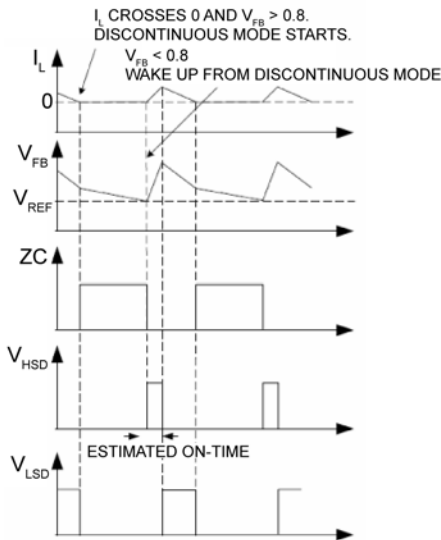 I_L CROSSES 0 AND V_FB > 0.8.
DISCONTINUOUS MODE STARTS.
V_FB < 0.8
WAKE UP FROM DISCONTINUOUS MODE
I_L
0
V_FB
V_REF
ZC
V_HSD
ESTIMATED ON-TIME
V_LSD